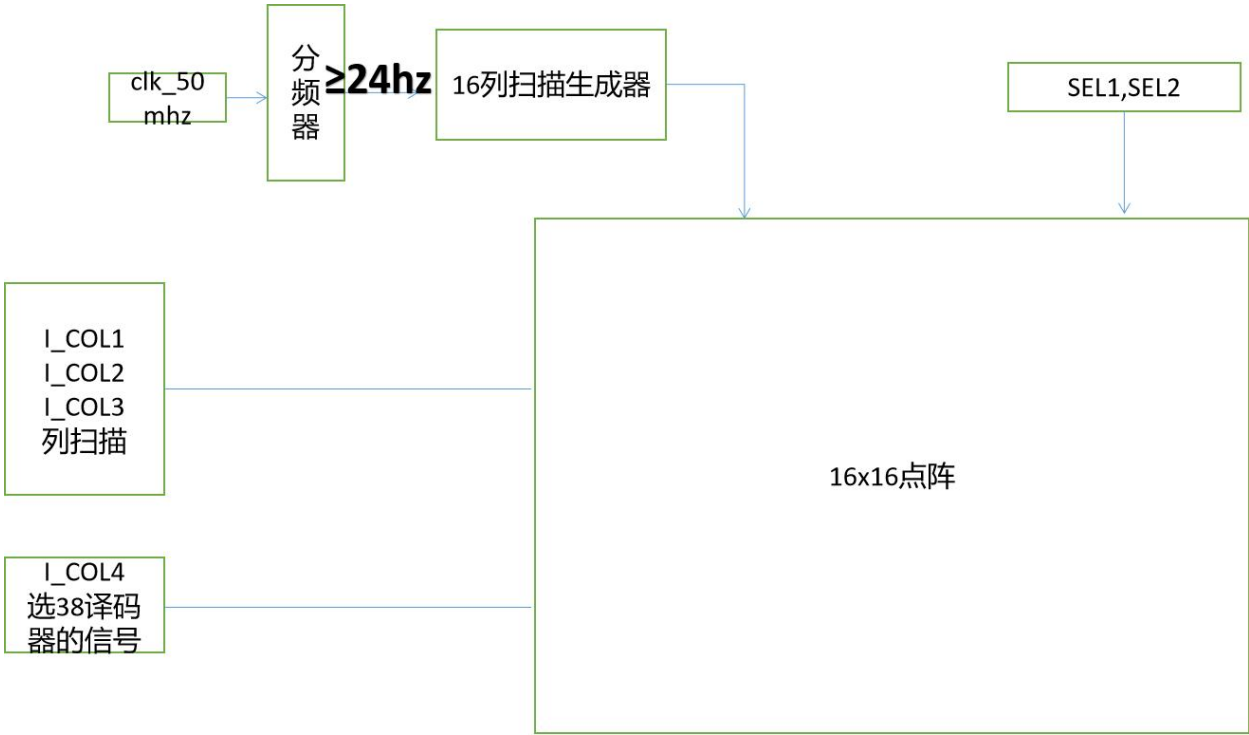 clk_50
mhz
分
频
器
≥24hz
16列扫描生成器
SEL1,SEL2
I_COL1
I_COL2
I_COL3
列扫描
16x16点阵
I_COL4
选38译码
器的信号